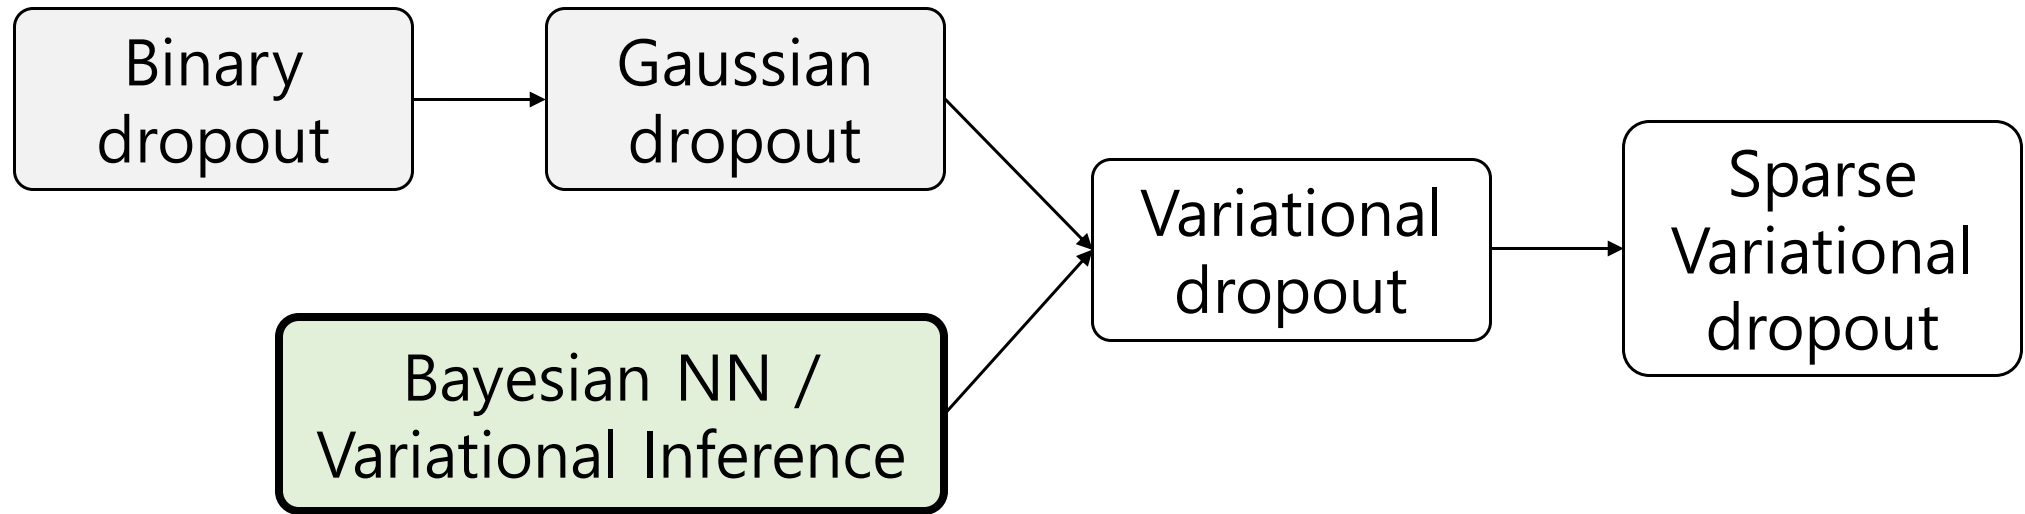 Binary
dropout
Gaussian
dropout
Bayesian NN /
Variational Inference
Variational
dropout
Sparse
Variational
dropout